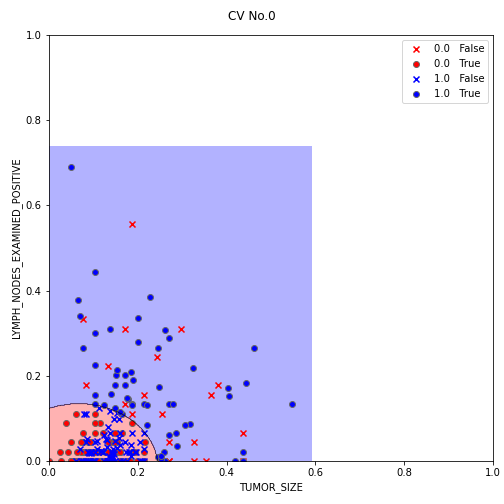 CV No.0
1.0
0.8
0.6
0.4
0.2
0.0
LYMPH_NODES_EXAMINED_POSITIVE
0.0 False
0.0 True
1.0 False
1.0 True
0.0 0.2 0.4 0.6 0.8 1.0
TUMOR_SIZE